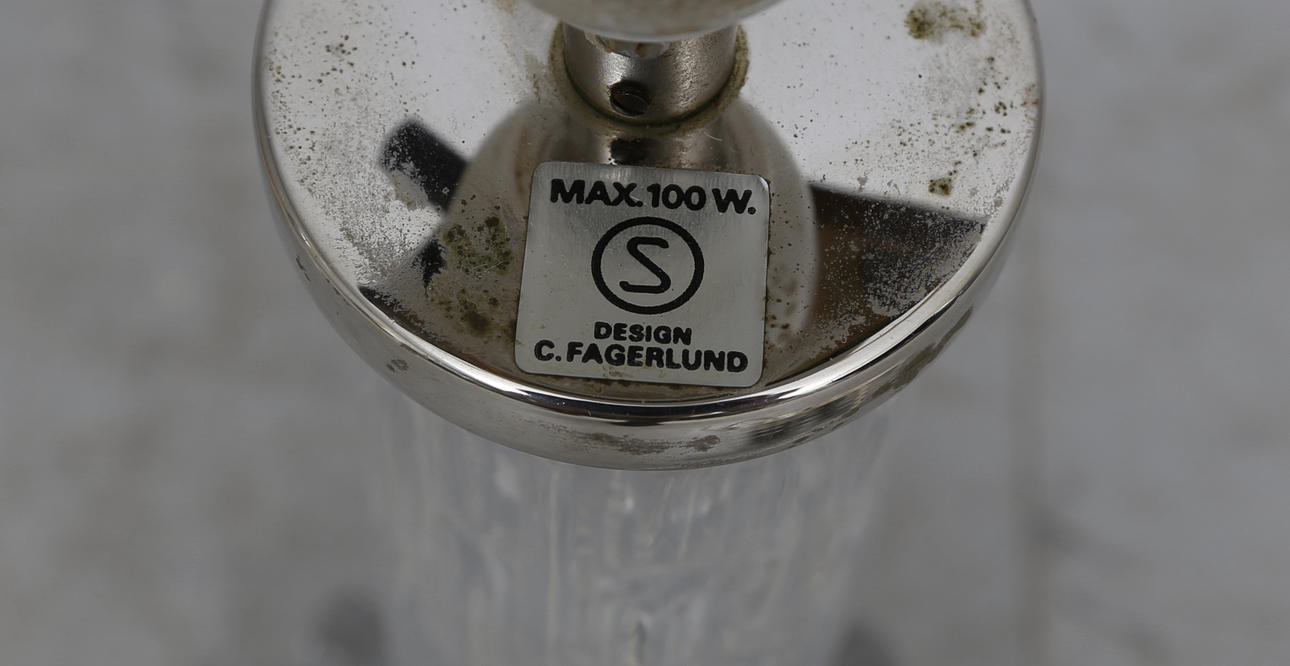 MAX. 100 W.
S
DESIGN
C. FAGERLUND